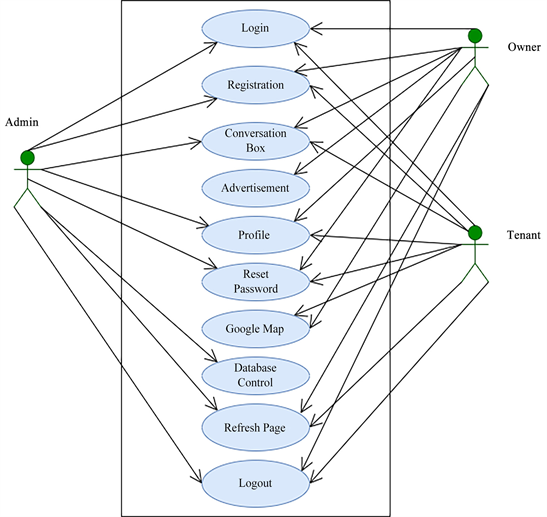 Login
Owner
Registration
Admin
Conversation
Box
Advertisement
Profile
Tenant
Reset
Password
Google Map
Database
Control
Refresh Page
Logout